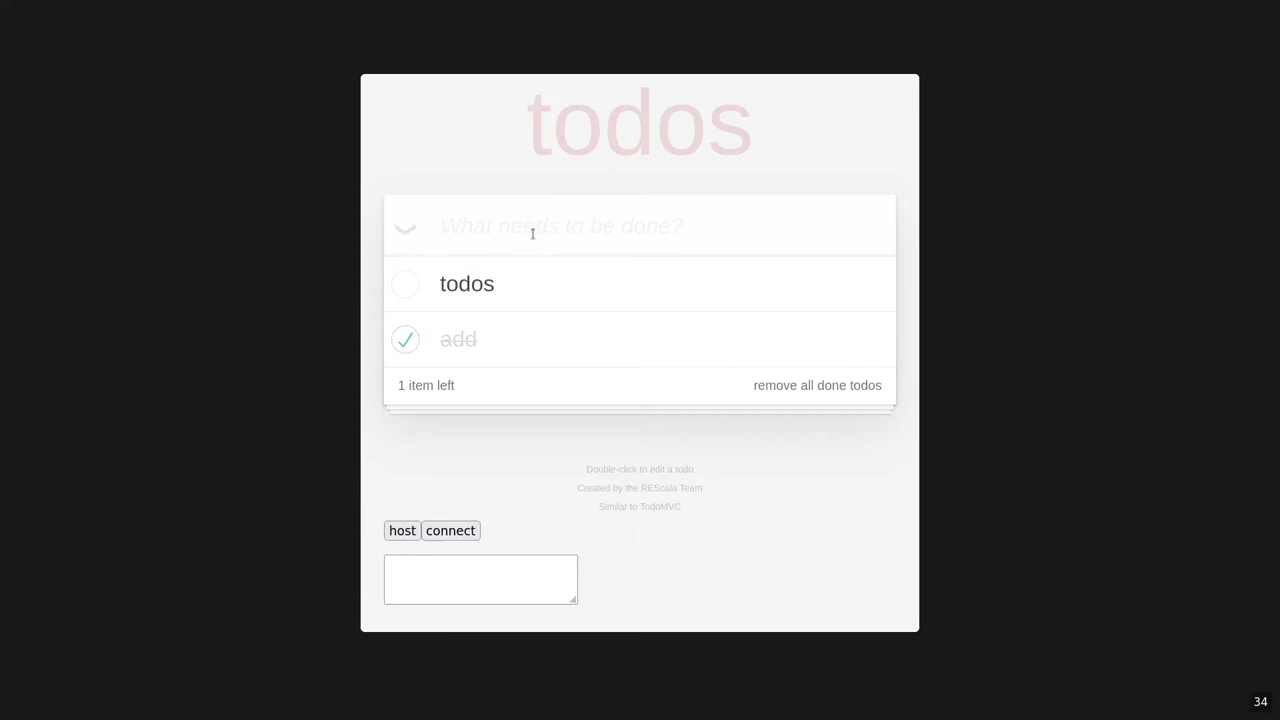 todos
What needs to be done?
todos
add
1 item left remove all done todos
Double-click to edit a todo
Created by the REScala Team
Similar to TodoMVC
host connect
34